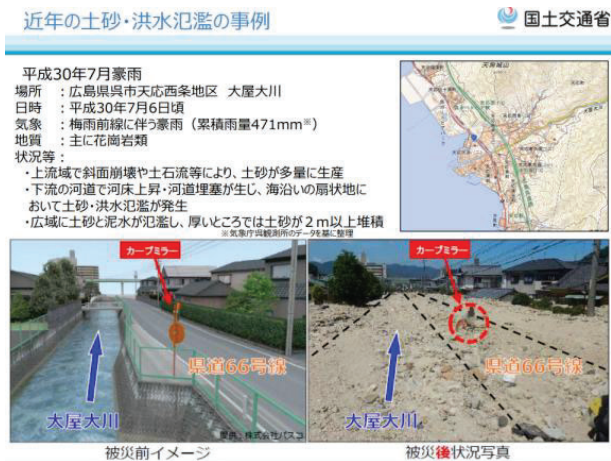 近年の土砂・洪水氾濫の事例
国土交通省
平成30年7月豪雨
場所　：広島県呉市天応西条地区　大屋大川
日時　：平成30年7月6日頃
気象　：梅雨前線に伴う豪雨（累積雨量471mm※）
地質　：主に花崗岩類
状況等：
・上流域で斜面崩壊や土石流等により、土砂が多量に生産
・下流の河道で河床上昇・河道埋塞が生じ、海沿いの扇状地に
おいて土砂・洪水氾濫が発生
・広域に土砂と泥水が氾濫し、厚いところでは土砂が２ｍ以上堆積
※気象庁呉観測所のデータを基に整理
カーブミラー
県道66号線
大屋大川
提供：株式会社パスコ
被災前イメージ
カーブミラー
県道66号線
大屋大川
被災後状況写真